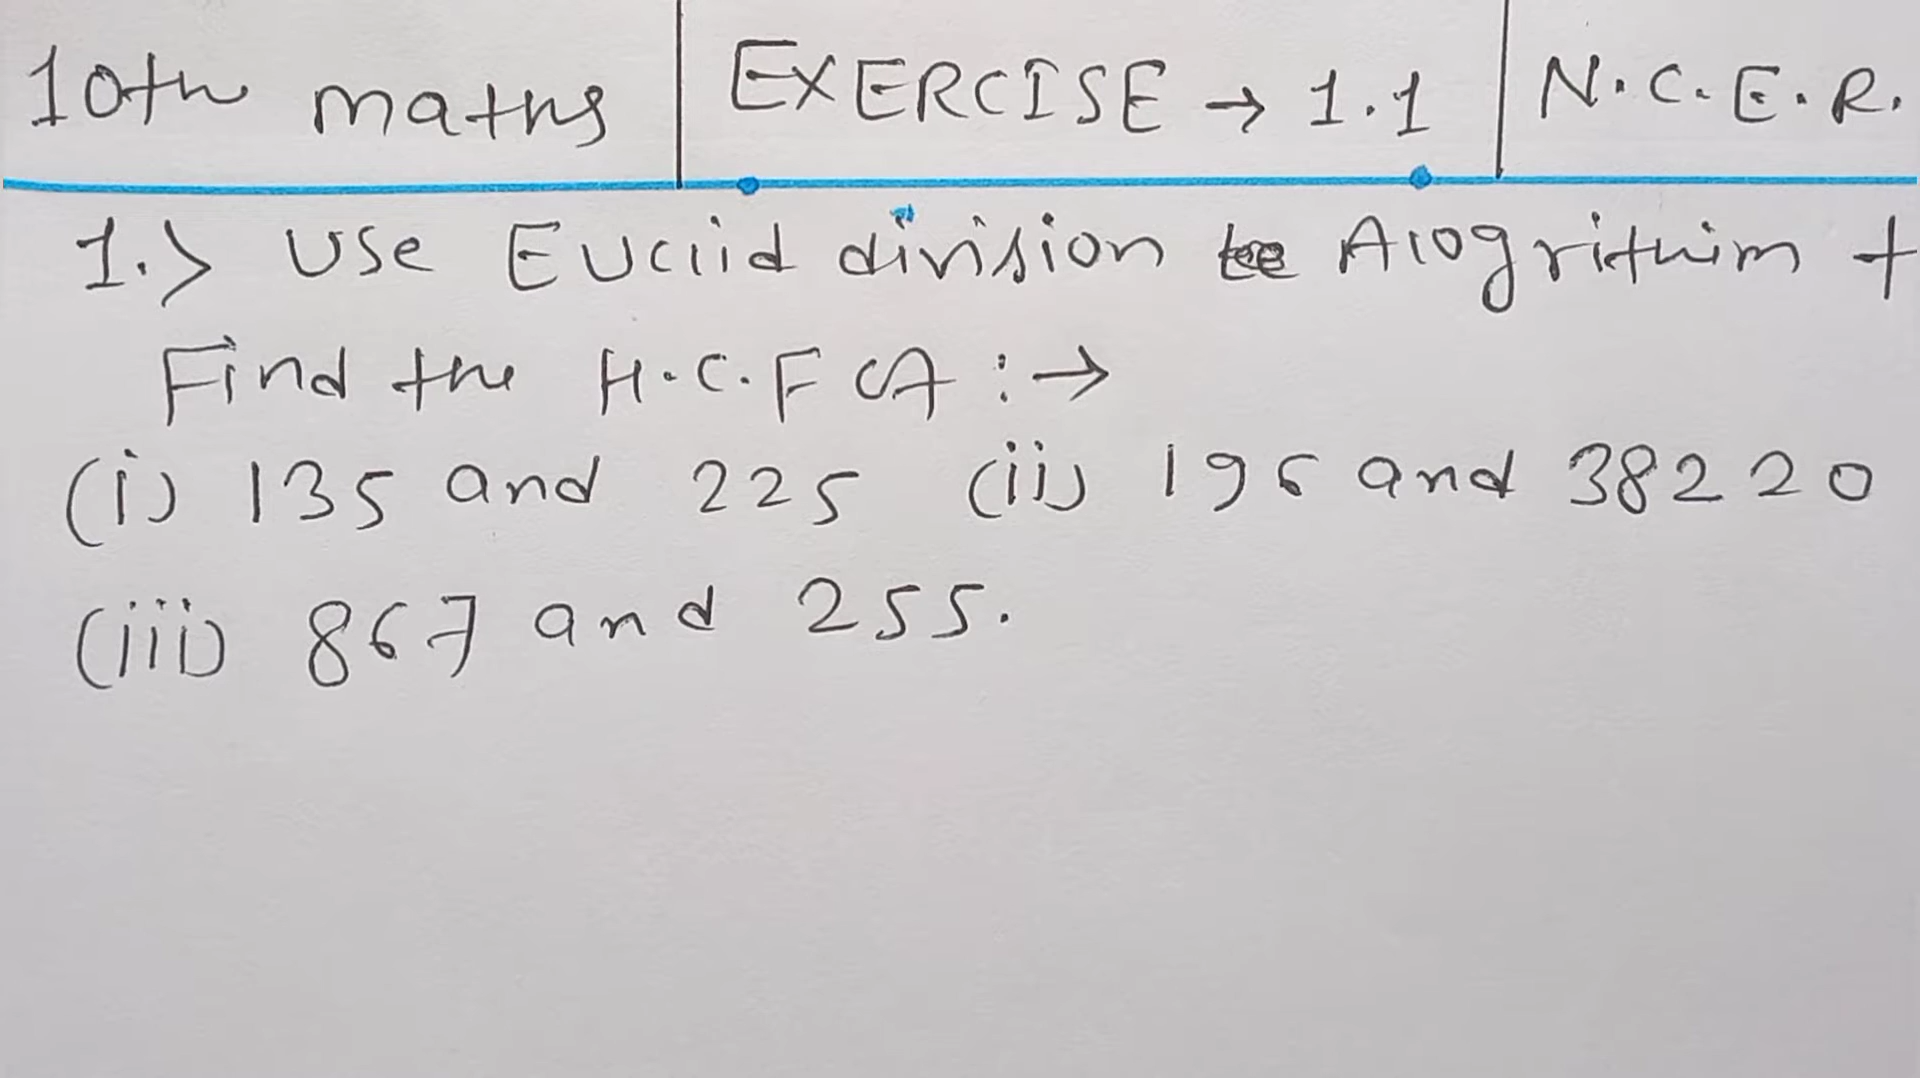 10th maths EXERCISE → 1.1 N.C.E.R.
1.> Use Euclid division Alogrithim t
Find the H.C.F :→
(i) 135 and 225 (ii) 196 and 38220
(iii) 867 and 255.